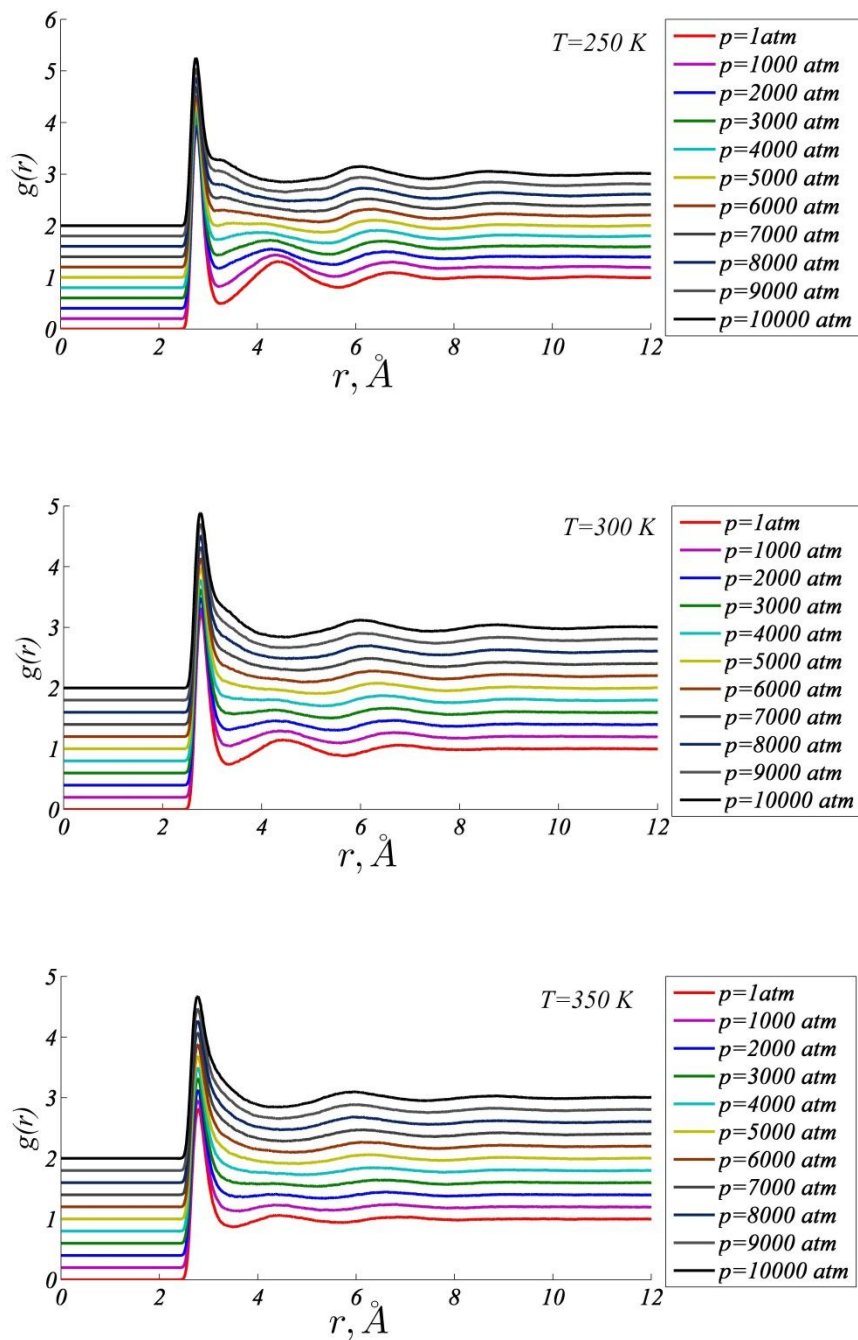 6
5
4
3
2
1
0
g(r)
T=250 K
0 2 4 6 8 10 12
r, Å
p=1atm
p=1000 atm
p=2000 atm
p=3000 atm
p=4000 atm
p=5000 atm
p=6000 atm
p=7000 atm
p=8000 atm
p=9000 atm
p=10000 atm
5
4
3
2
1
0
g(r)
T=300 K
0 2 4 6 8 10 12
r, Å
p=1atm
p=1000 atm
p=2000 atm
p=3000 atm
p=4000 atm
p=5000 atm
p=6000 atm
p=7000 atm
p=8000 atm
p=9000 atm
p=10000 atm
5
4
3
2
1
0
g(r)
T=350 K
0 2 4 6 8 10 12
r, Å
p=1atm
p=1000 atm
p=2000 atm
p=3000 atm
p=4000 atm
p=5000 atm
p=6000 atm
p=7000 atm
p=8000 atm
p=9000 atm
p=10000 atm